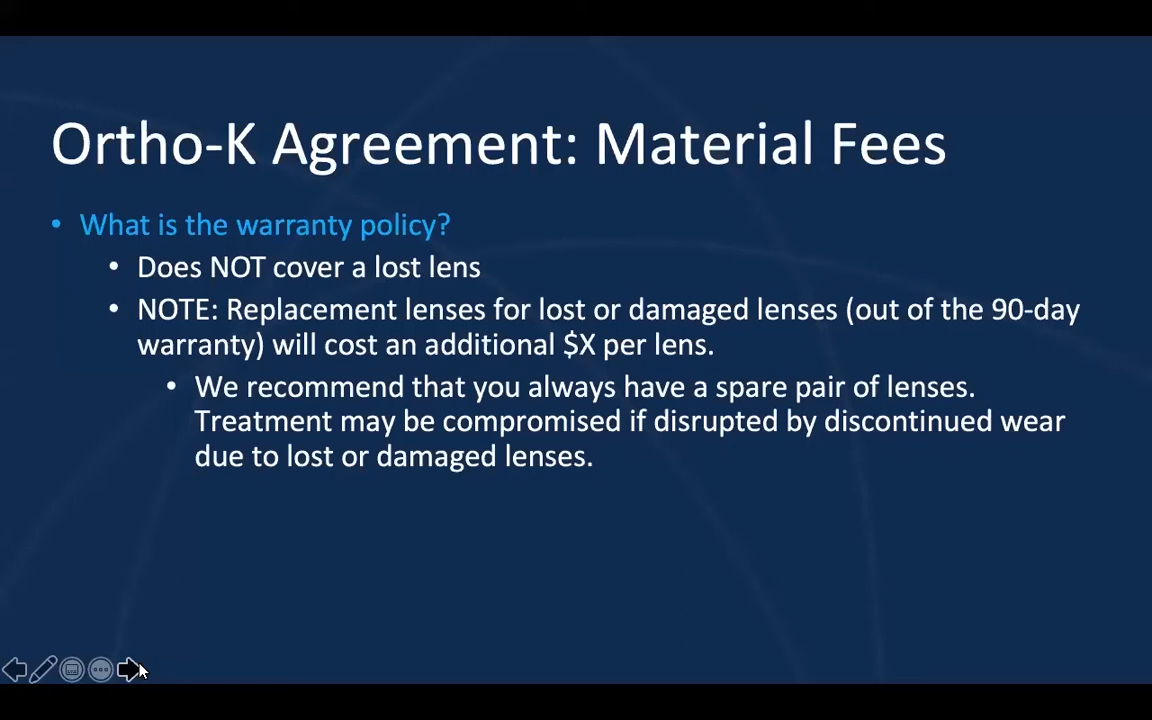 Ortho-K Agreement: Material Fees
• What is the warranty policy?
• Does NOT cover a lost lens
• NOTE: Replacement lenses for lost or damaged lenses (out of the 90-day
warranty) will cost an additional $X per lens.
• We recommend that you always have a spare pair of lenses.
Treatment may be compromised if disrupted by discontinued wear
due to lost or damaged lenses.